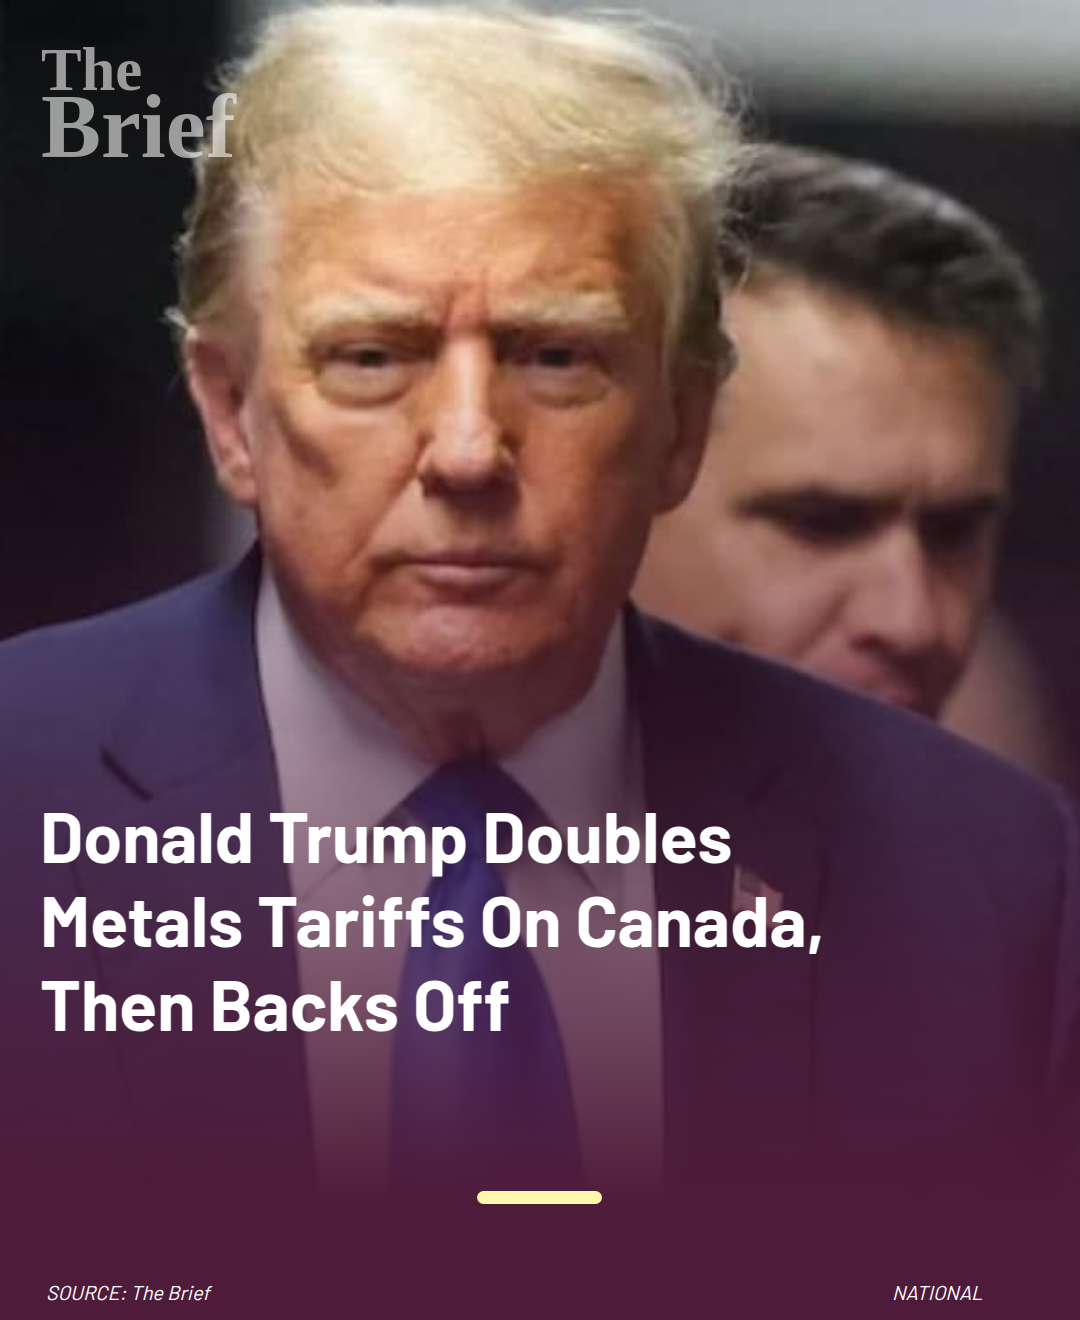 The
Brief
Donald Trump Doubles
Metals Tariffs On Canada,
Then Backs Off
SOURCE: The Brief
NATIONAL